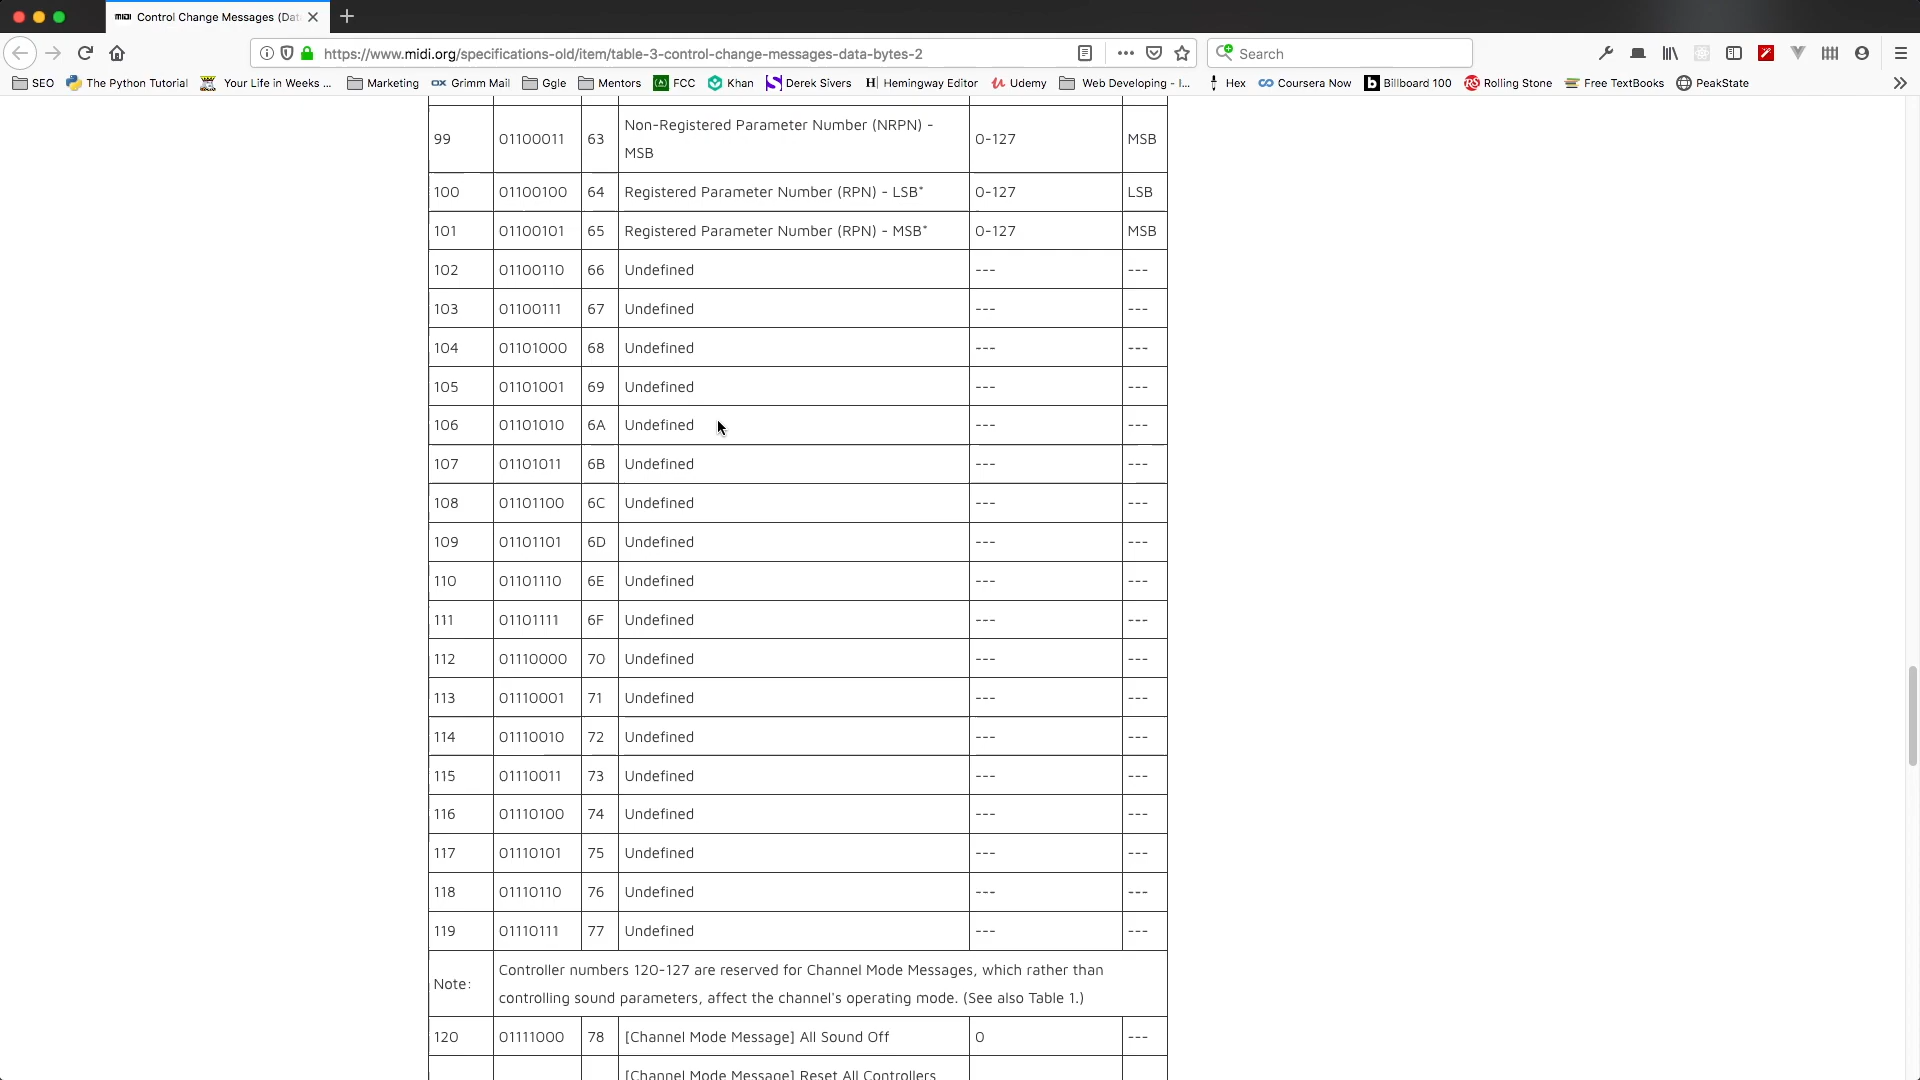 midi Control Change Messages (Dat
https://www.midi.org/specifications-old/item/table-3-control-change-messages-data-bytes-2
Search
SEO The Python Tutorial Your Life in Weeks ... Marketing Grimm Mail Ggle Mentors FCC Khan Derek Sivers Hemingway Editor Udemy Web Developing - I... Hex Coursera Now Billboard 100 Rolling Stone Free TextBooks PeakState
99 01100011 63 Non-Registered Parameter Number (NRPN) - 0-127 MSB
MSB
100 01100100 64 Registered Parameter Number (RPN) - LSB* 0-127 LSB
101 01100101 65 Registered Parameter Number (RPN) - MSB* 0-127 MSB
102 01100110 66 Undefined --- ---
103 01100111 67 Undefined --- ---
104 01101000 68 Undefined --- ---
105 01101001 69 Undefined --- ---
106 01101010 6A Undefined --- ---
107 01101011 6B Undefined --- ---
108 01101100 6C Undefined --- ---
109 01101101 6D Undefined --- ---
110 01101110 6E Undefined --- ---
111 01101111 6F Undefined --- ---
112 01110000 70 Undefined --- ---
113 01110001 71 Undefined --- ---
114 01110010 72 Undefined --- ---
115 01110011 73 Undefined --- ---
116 01110100 74 Undefined --- ---
117 01110101 75 Undefined --- ---
118 01110110 76 Undefined --- ---
119 01110111 77 Undefined --- ---
Note: Controller numbers 120-127 are reserved for Channel Mode Messages, which rather than
controlling sound parameters, affect the channel's operating mode. (See also Table 1.)
120 01111000 78 [Channel Mode Message] All Sound Off 0 ---
[Channel Mode Message] Reset All Controllers